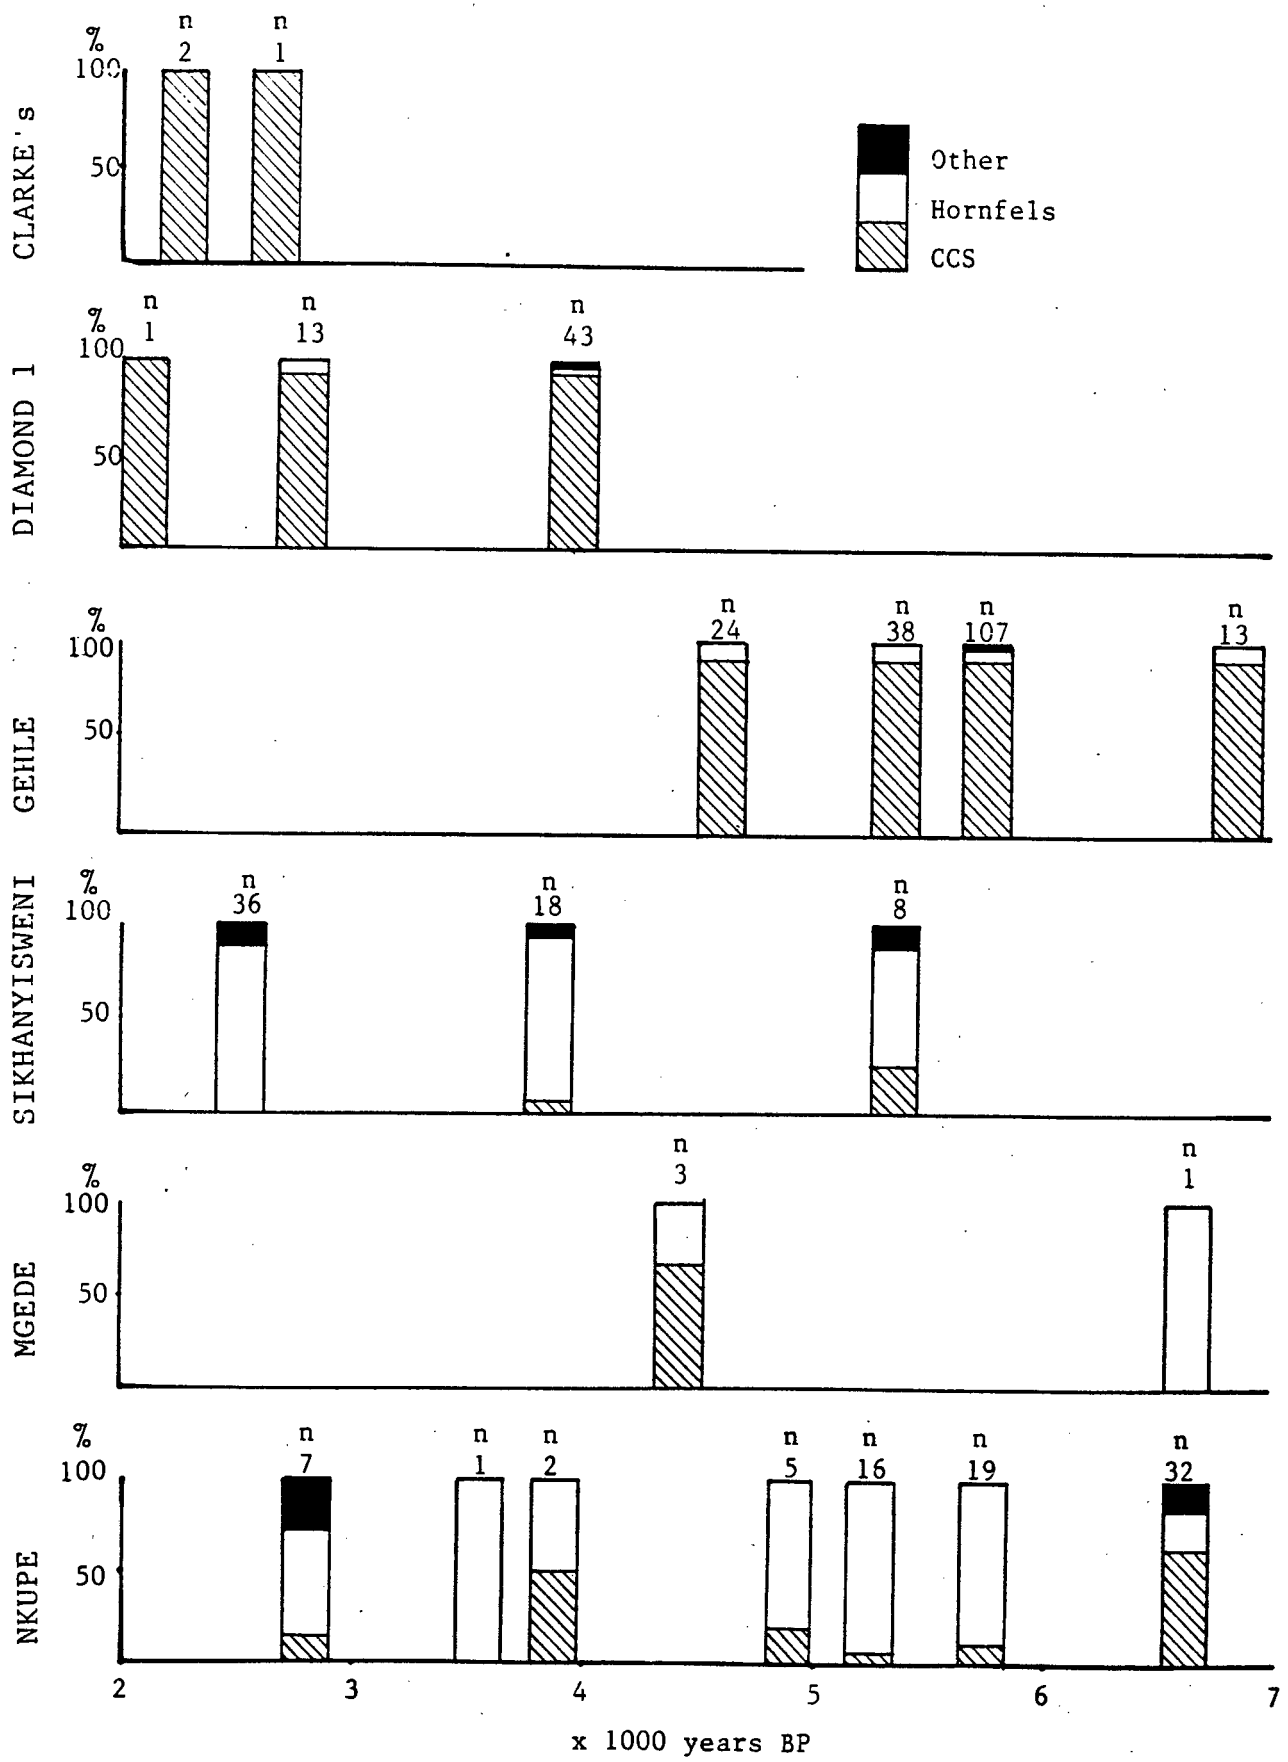 n n
% 2 1
100
50
CLARKE's
Other
Hornfels
CCS
n n n
% 1 13 43
100
50
DIAMOND 1
n n n n
% 24 38 107 13
100
50
GEHLE
n n n
% 36 18 8
100
50
SIKHANYISWENI
n n
% 3 1
100
50
MGEDE
n n n n n n n
% 7 1 2 5 16 19 32
100
50
NKUPE
2 3 4 5 6 7
x 1000 years BP